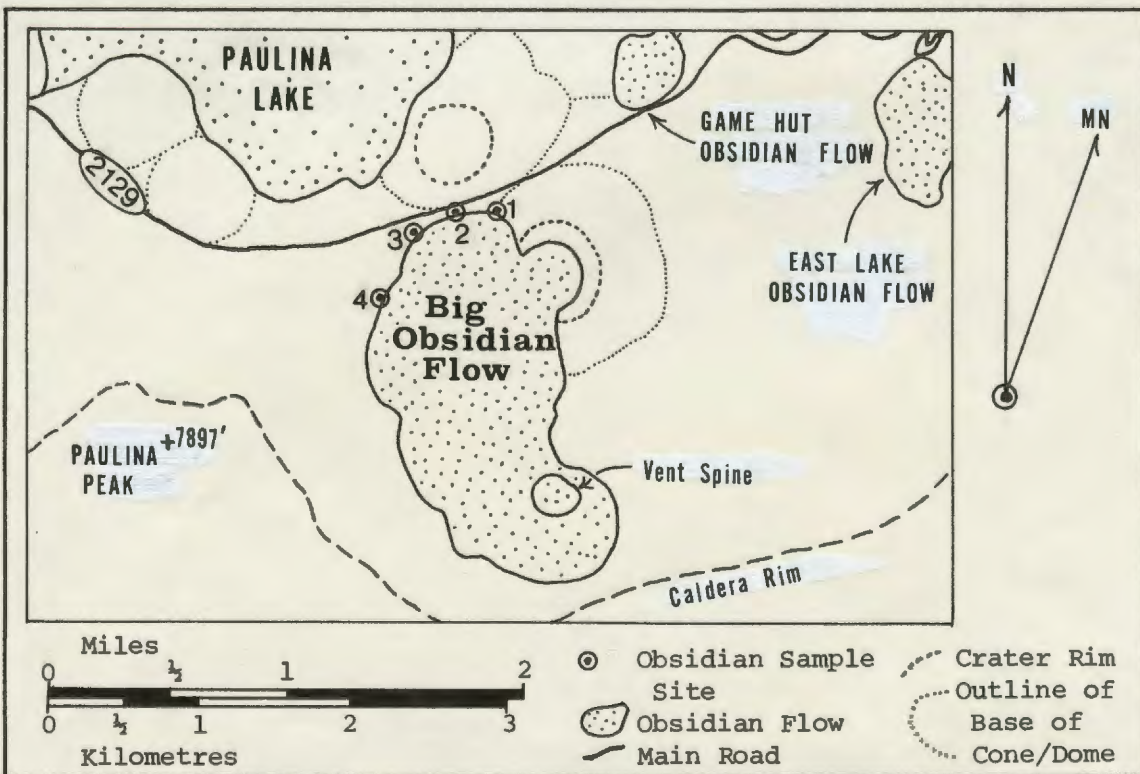 PAULINA
LAKE
N
MN
GAME HUT
OBSIDIAN FLOW
2129
1
2
3
EAST LAKE
OBSIDIAN FLOW
4
Big
Obsidian
Flow
+7897'
PAULINA
PEAK
Vent Spine
Caldera Rim
Miles
0 ½ 1 2
0 ½ 1 2 3
Kilometres
Obsidian Sample
Site
Obsidian Flow
Main Road
Crater Rim
Outline of
Base of
Cone/Dome